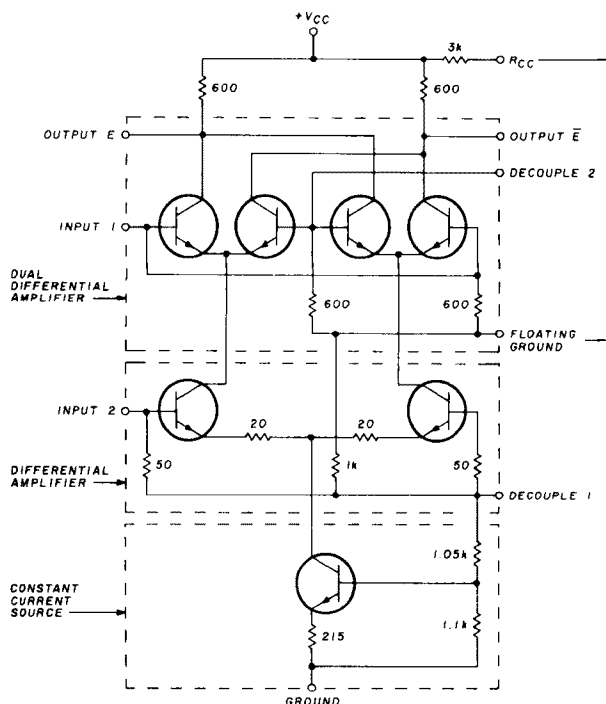 +VCC
3k
RCC
600
600
OUTPUT E
OUTPUT E̅
DECOUPLE 2
INPUT 1
DUAL
DIFFERENTIAL
AMPLIFIER
600
600
FLOATING
GROUND
INPUT 2
20
20
50
1k
50
DIFFERENTIAL
AMPLIFIER
DECOUPLE 1
1.05k
CONSTANT
CURRENT
SOURCE
1.1k
215
GROUND